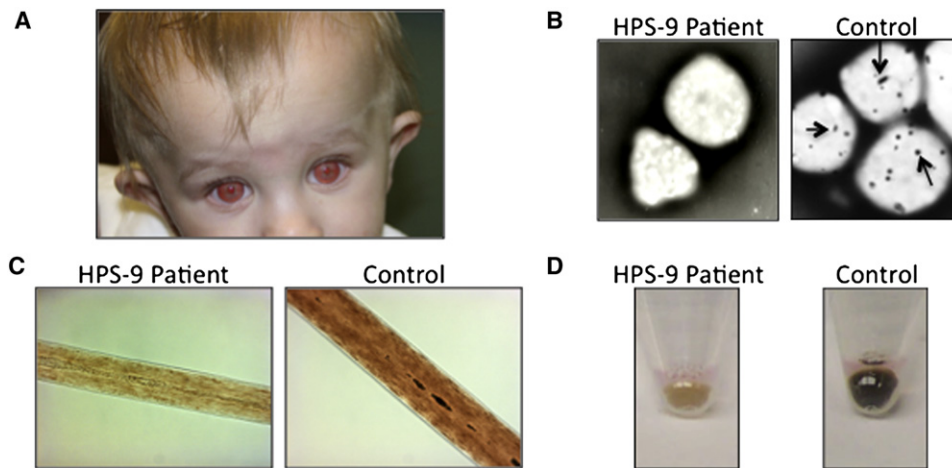 A
B
HPS-9 Patient Control
C
HPS-9 Patient Control
D
HPS-9 Patient Control